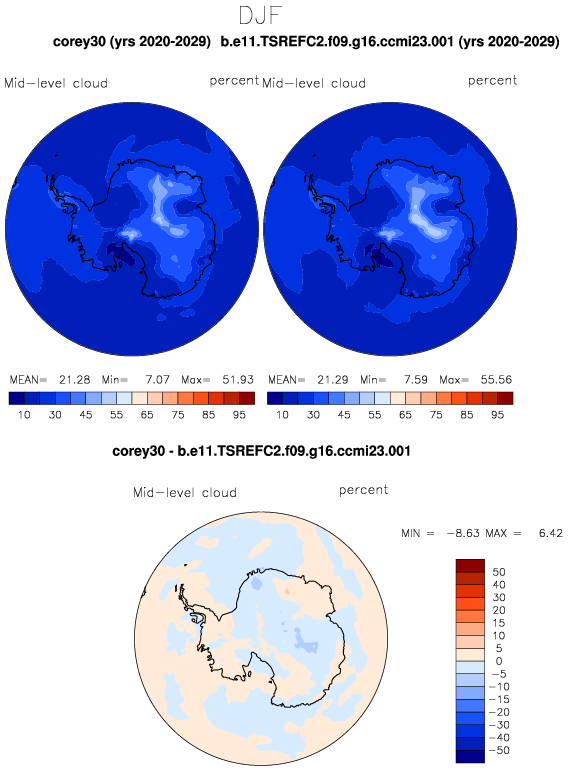 DJF
corey30 (yrs 2020-2029) b.e11.TSREFC2.f09.g16.ccmi23.001 (yrs 2020-2029)
Mid-level cloud percent Mid-level cloud percent
MEAN= 21.28 Min= 7.07 Max= 51.93 MEAN= 21.29 Min= 7.59 Max= 55.56
10 30 45 55 65 75 85 95 10 30 45 55 65 75 85 95
corey30 - b.e11.TSREFC2.f09.g16.ccmi23.001
Mid-level cloud percent
MIN = -8.63 MAX = 6.42
50
40
30
20
15
10
5
0
-5
-10
-15
-20
-30
-40
-50